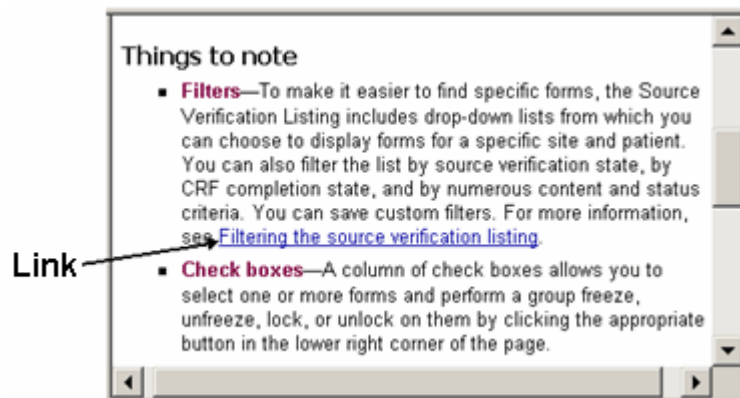 Things to note
▪ Filters—To make it easier to find specific forms, the Source
Verification Listing includes drop-down lists from which you
can choose to display forms for a specific site and patient.
You can also filter the list by source verification state, by
CRF completion state, and by numerous content and status
criteria. You can save custom filters. For more information,
see Filtering the source verification listing.
Link
▪ Check boxes—A column of check boxes allows you to
select one or more forms and perform a group freeze,
unfreeze, lock, or unlock on them by clicking the appropriate
button in the lower right corner of the page.